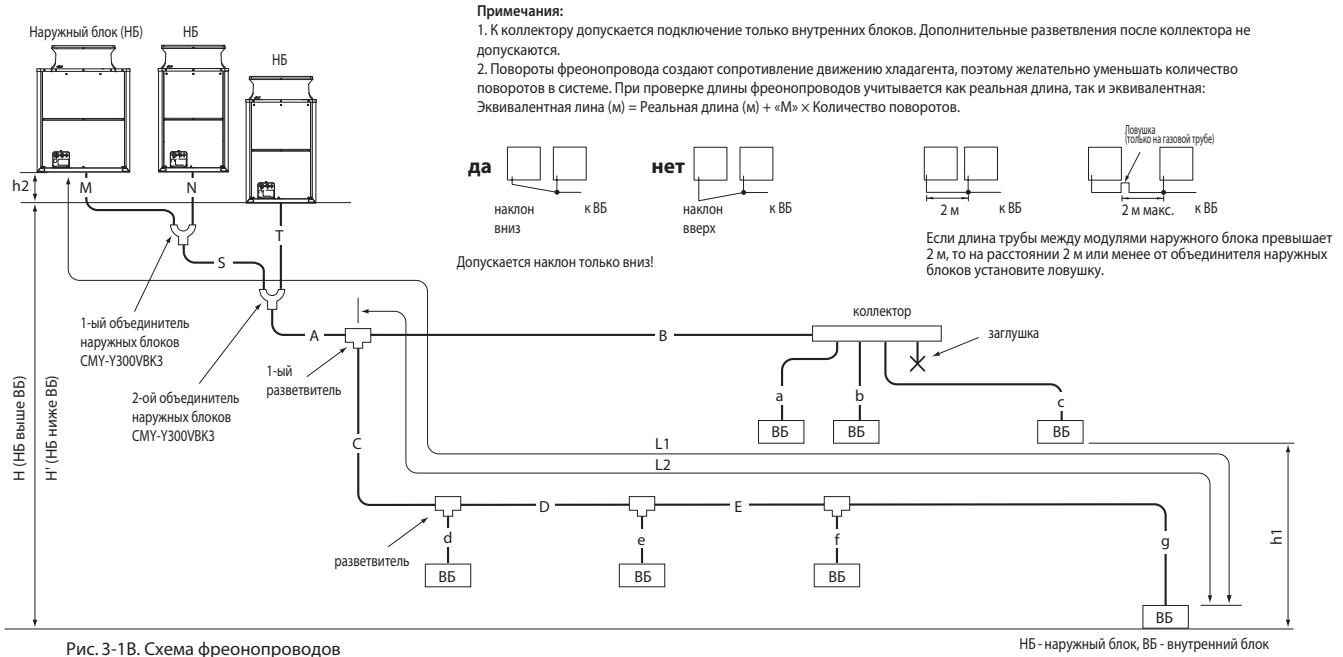 Примечания:
1. К коллектору допускается подключение только внутренних блоков. Дополнительные разветвления после коллектора не
допускаются.
2. Повороты фреонопровода создают сопротивление движению хладагента, поэтому желательно уменьшать количество
поворотов в системе. При проверке длины фреонопроводов учитывается как реальная длина, так и эквивалентная:
Эквивалентная лина (м) = Реальная длина (м) + «М» × Количество поворотов.
Наружный блок (НБ)
НБ
НБ
да
наклон
вниз
к ВБ
нет
наклон
вверх
к ВБ
Допускается наклон только вниз!
2 м
к ВБ
Ловушка
(только на газовой трубе)
2 м макс.
к ВБ
Если длина трубы между модулями наружного блока превышает
2 м, то на расстоянии 2 м или менее от объединителя наружных
блоков установите ловушку.
h2
M
N
T
S
1-ый объединитель
наружных блоков
CMY-Y300VBK3
2-ой объединитель
наружных блоков
CMY-Y300VBK3
A
1-ый
разветвитель
B
коллектор
заглушка
a
b
c
ВБ
ВБ
ВБ
C
L1
L2
H (НБ выше ВБ)
H' (НБ ниже ВБ)
h1
D
E
разветвитель
d
e
f
g
ВБ
ВБ
ВБ
ВБ
Рис. 3-1В. Схема фреонопроводов
НБ - наружный блок, ВБ - внутренний блок